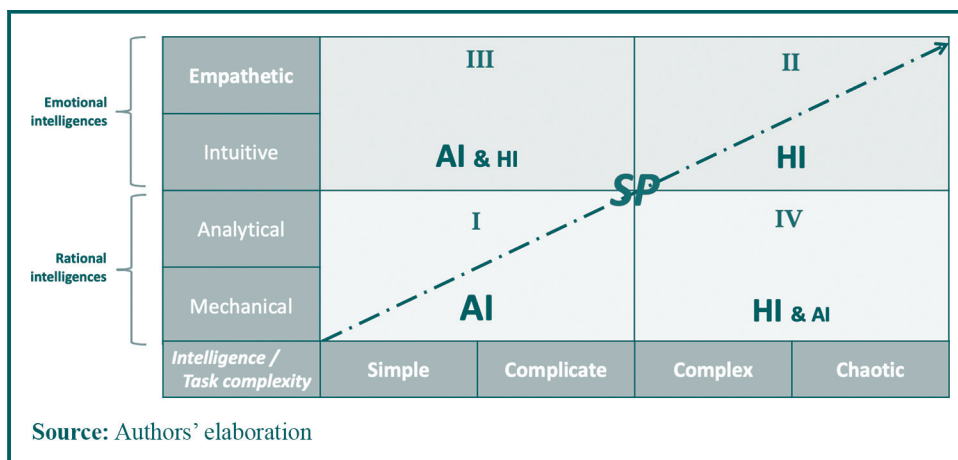 Emotional
intelligences
Rational
intelligences
Empathetic
Intuitive
Analytical
Mechanical
III
II
AI & HI
HI
SP
I
IV
AI
HI & AI
Intelligence /
Task complexity
Simple
Complicate
Complex
Chaotic
Source: Authors’ elaboration